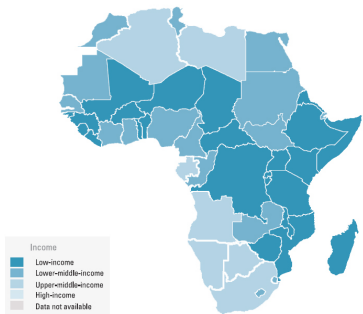 Income
Low-income
Lower-middle-income
Upper-middle-income
High-income
Data not available